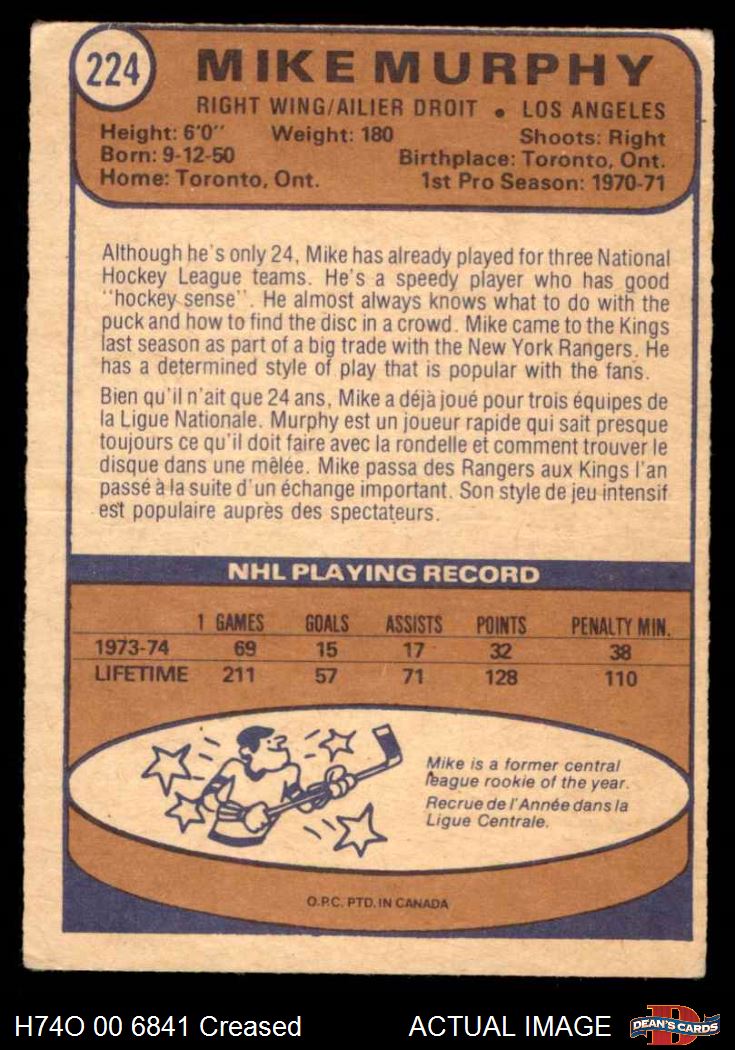 224
MIKE MURPHY
RIGHT WING/AILIER DROIT • LOS ANGELES
Height: 6'0" Weight: 180 Shoots: Right
Born: 9-12-50 Birthplace: Toronto, Ont.
Home: Toronto, Ont. 1st Pro Season: 1970-71
Although he's only 24, Mike has already played for three National
Hockey League teams. He's a speedy player who has good
"hockey sense". He almost always knows what to do with the
puck and how to find the disc in a crowd. Mike came to the Kings
last season as part of a big trade with the New York Rangers. He
has a determined style of play that is popular with the fans.
Bien qu'il n'ait que 24 ans, Mike a déjà joué pour trois équipes de
la Ligue Nationale. Murphy est un joueur rapide qui sait presque
toujours ce qu'il doit faire avec la rondelle et comment trouver le
disque dans une mêlée. Mike passa des Rangers aux Kings l'an
passé à la suite d'un échange important. Son style de jeu intensif
est populaire auprès des spectateurs.
NHL PLAYING RECORD
1 GAMES GOALS ASSISTS POINTS PENALTY MIN.
1973-74 69 15 17 32 38
LIFETIME 211 57 71 128 110
Mike is a former central
league rookie of the year.
Recrue de l'Année dans la
Ligue Centrale.
O.P.C. PTD. IN CANADA
H74O 00 6841 Creased ACTUAL IMAGE
D
DEAN'S CARDS